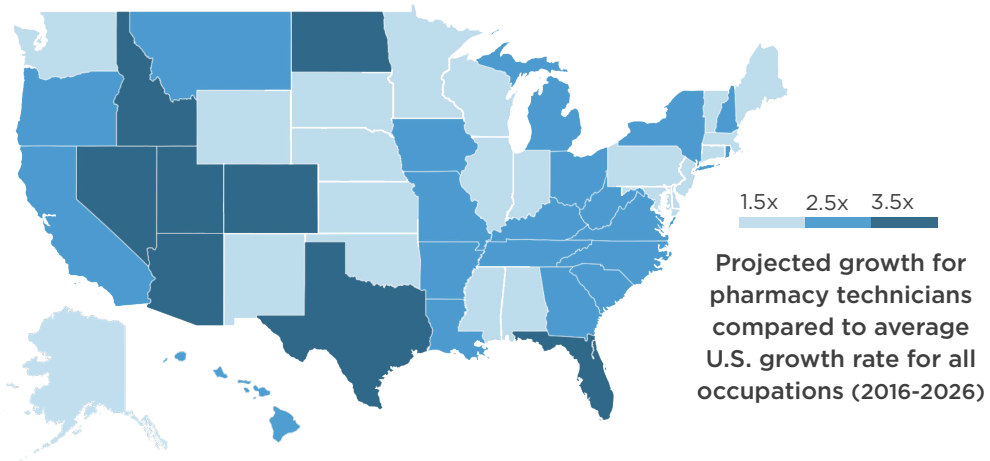 1.5x 2.5x 3.5x
Projected growth for
pharmacy technicians
compared to average
U.S. growth rate for all
occupations (2016-2026)